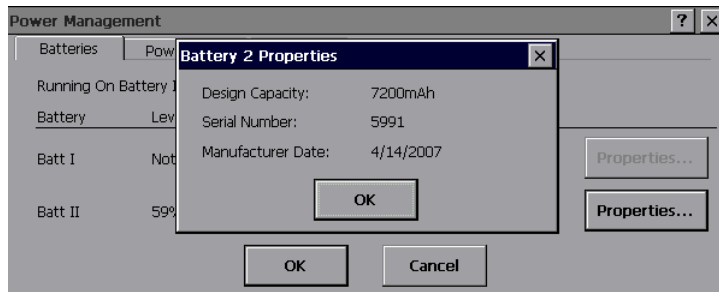 Power Management ? ×
Batteries Pow
Battery 2 Properties ×
Running On Battery
Design Capacity: 7200mAh
Battery Lev
Serial Number: 5991
Manufacturer Date: 4/14/2007
Batt I Not Properties...
OK
Batt II 59% Properties...
OK Cancel